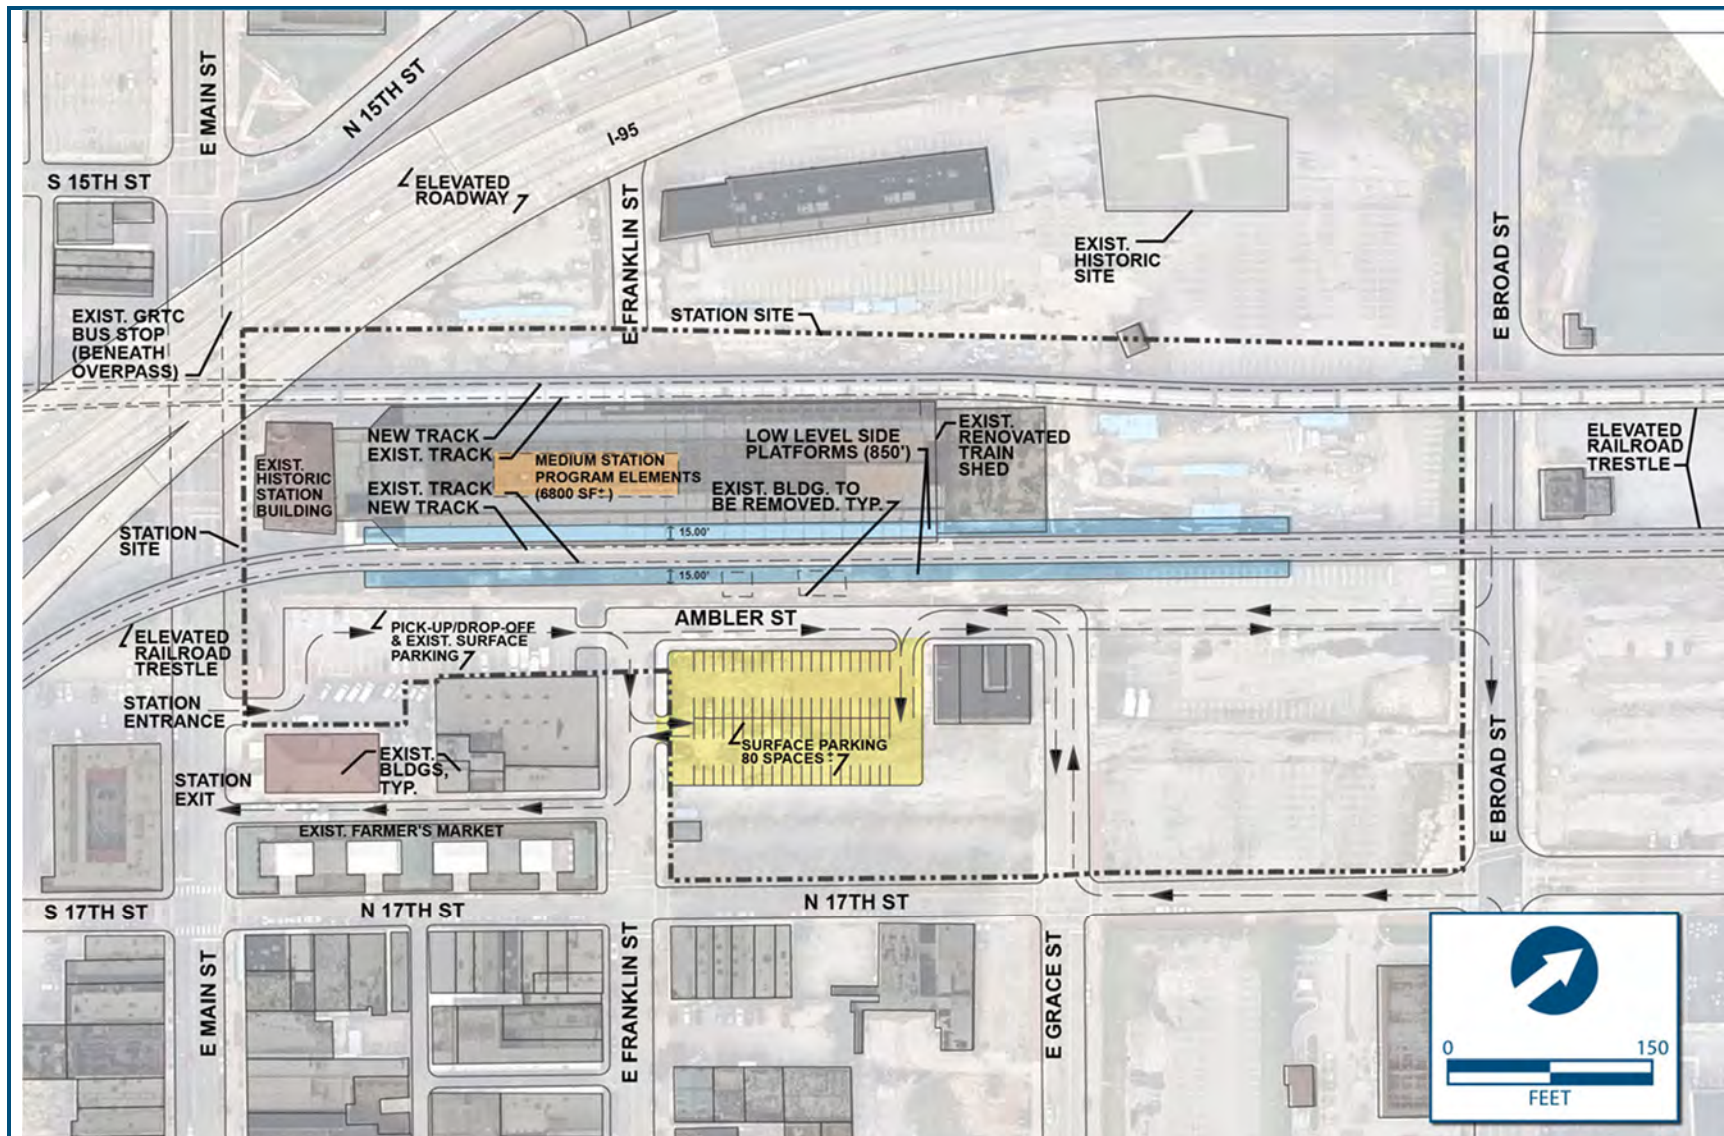 E MAIN ST
N 15TH ST
I-95
S 15TH ST
ELEVATED
ROADWAY
E FRANKLIN ST
EXIST.
HISTORIC
SITE
E BROAD ST
EXIST. GRTC
BUS STOP
(BENEATH
OVERPASS)
STATION SITE
NEW TRACK
EXIST. TRACK
EXIST. TRACK
NEW TRACK
MEDIUM STATION
PROGRAM ELEMENTS
(6800 SF±)
LOW LEVEL SIDE
PLATFORMS (850')
EXIST. BLDG. TO
BE REMOVED. TYP.
EXIST.
RENOVATED
TRAIN
SHED
ELEVATED
RAILROAD
TRESTLE
EXIST.
HISTORIC
STATION
BUILDING
STATION
SITE
15.00'
15.00'
AMBLER ST
PICK-UP/DROP-OFF
& EXIST. SURFACE
PARKING
ELEVATED
RAILROAD
TRESTLE
STATION
ENTRANCE
SURFACE PARKING
80 SPACES±
EXIST.
BLDGS,
TYP.
STATION
EXIT
E BROAD ST
EXIST. FARMER'S MARKET
S 17TH ST
N 17TH ST
N 17TH ST
E MAIN ST
E FRANKLIN ST
E GRACE ST
0 150
FEET